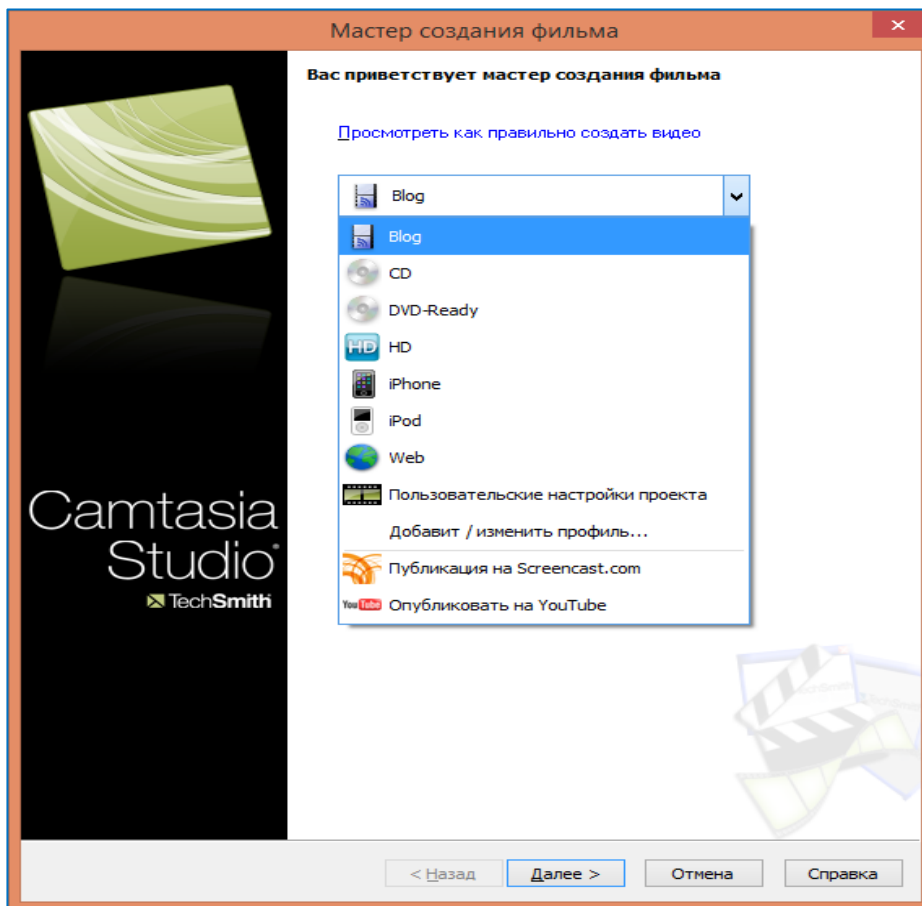 Мастер создания фильма
Вас приветствует мастер создания фильма
Просмотреть как правильно создать видео
Blog
Blog
CD
DVD-Ready
HD
HD
iPhone
iPod
Web
Пользовательские настройки проекта
Добавит / изменить профиль...
Публикация на Screencast.com
You Tube Опубликовать на YouTube
Camtasia
Studio®
TechSmith
< Назад
Далее >
Отмена
Справка